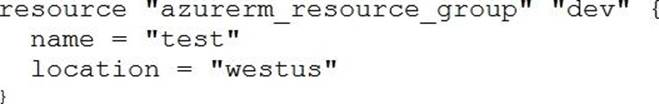 resource "azurerm_resource_group" "dev" {
  name = "test"
  location = "westus"
}